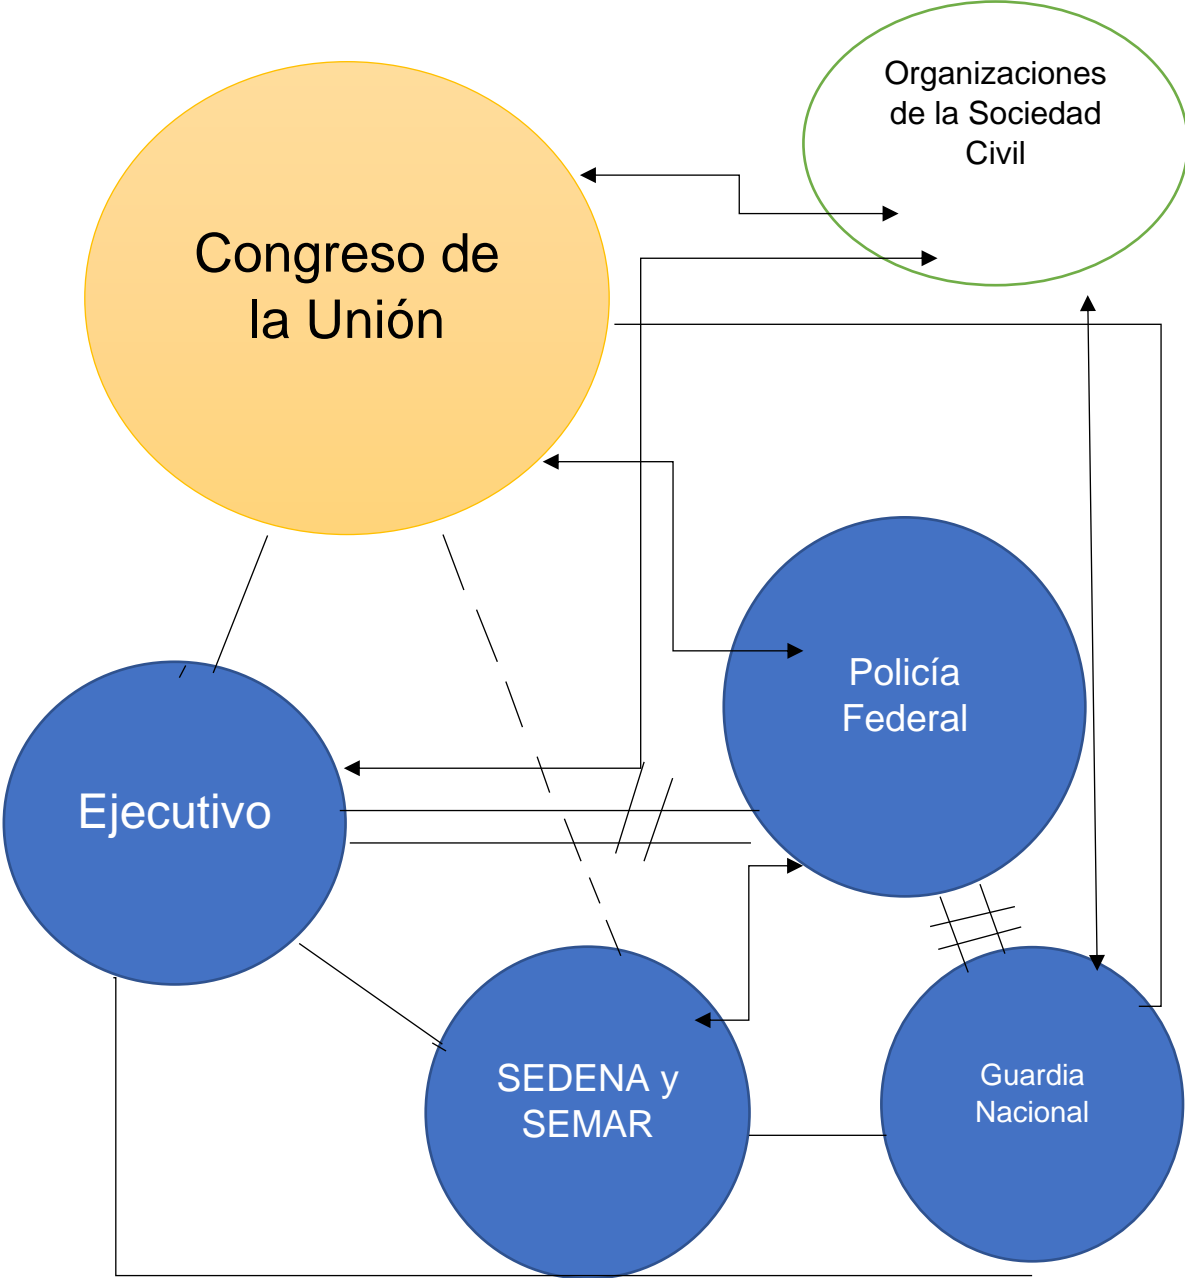 Organizaciones
de la Sociedad
Civil
Congreso de
la Unión
Policía
Federal
Ejecutivo
SEDENA y
SEMAR
Guardia
Nacional